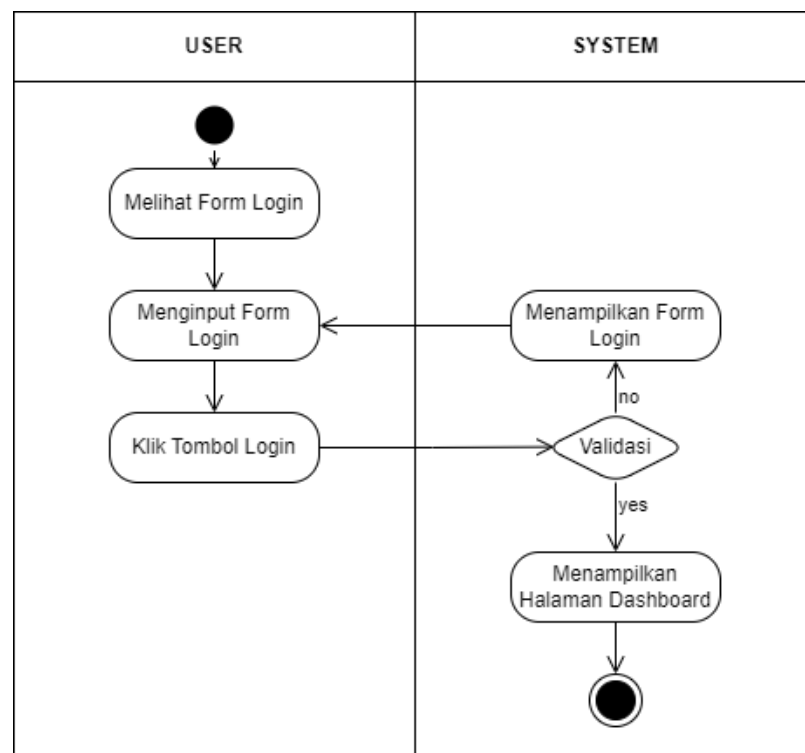 USER
SYSTEM
Melihat Form Login
Menginput Form
Login
Menampilkan Form
Login
no
Klik Tombol Login
Validasi
yes
Menampilkan
Halaman Dashboard